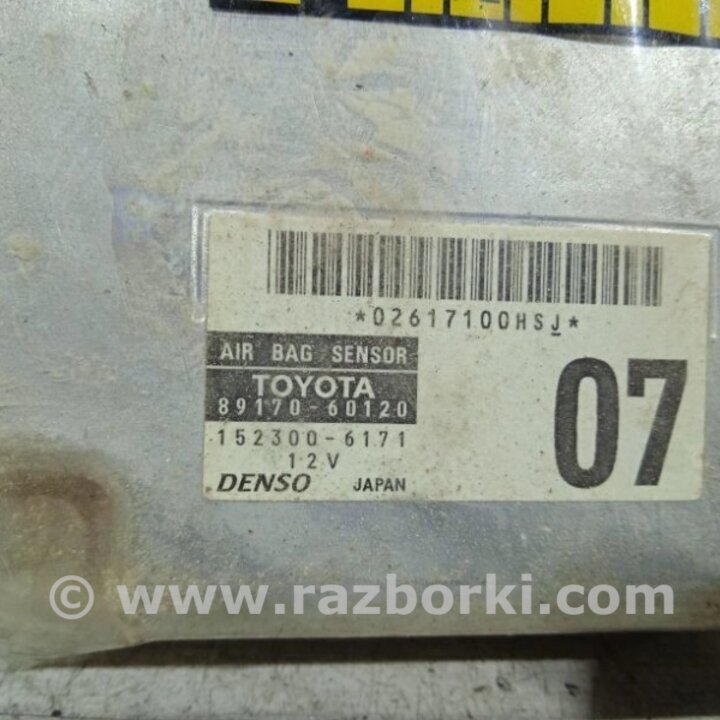 *02617100HSJ*
AIR BAG SENSOR
TOYOTA
89170-60120
152300-6171
12V
DENSO JAPAN
07
© www.razborki.com